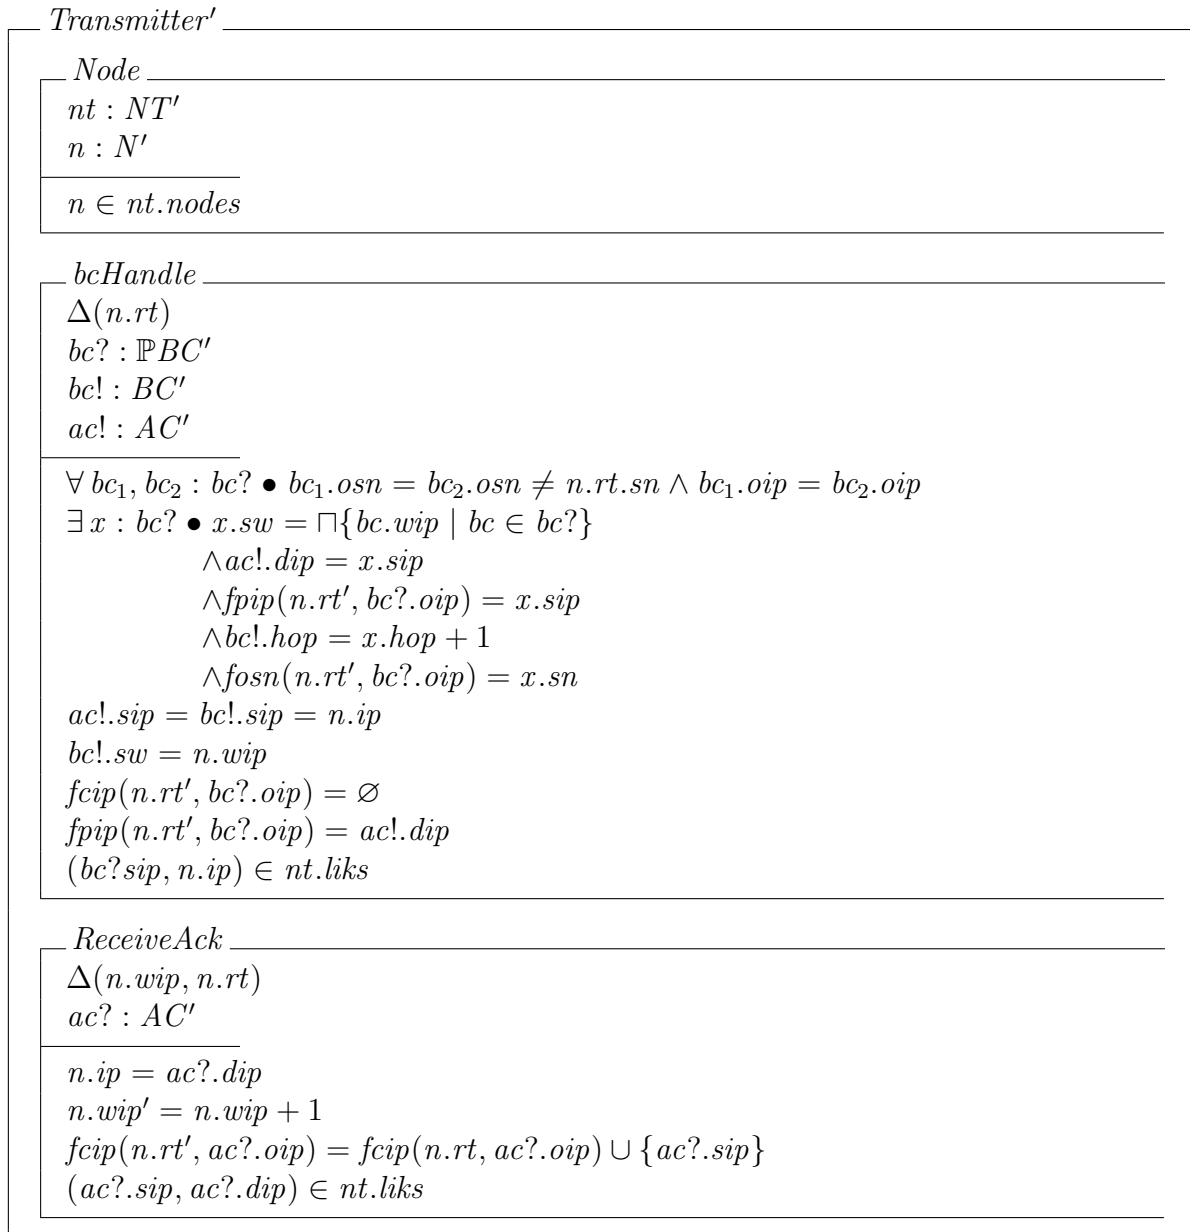 Transmitter′
Node
nt : NT′
n : N′
n ∈ nt.nodes
bcHandle
Δ(n.rt)
bc? : ℙBC′
bc! : BC′
ac! : AC′
∀ bc₁, bc₂ : bc? • bc₁.osn = bc₂.osn ≠ n.rt.sn ∧ bc₁.oip = bc₂.oip
∃ x : bc? • x.sw = ⊓{bc.wip | bc ∈ bc?}
∧ac!.dip = x.sip
∧fpip(n.rt′, bc?.oip) = x.sip
∧bc!.hop = x.hop + 1
∧fosn(n.rt′, bc?.oip) = x.sn
ac!.sip = bc!.sip = n.ip
bc!.sw = n.wip
fcip(n.rt′, bc?.oip) = ∅
fpip(n.rt′, bc?.oip) = ac!.dip
(bc?sip, n.ip) ∈ nt.liks
ReceiveAck
Δ(n.wip, n.rt)
ac? : AC′
n.ip = ac?.dip
n.wip′ = n.wip + 1
fcip(n.rt′, ac?.oip) = fcip(n.rt, ac?.oip) ∪ {ac?.sip}
(ac?.sip, ac?.dip) ∈ nt.liks